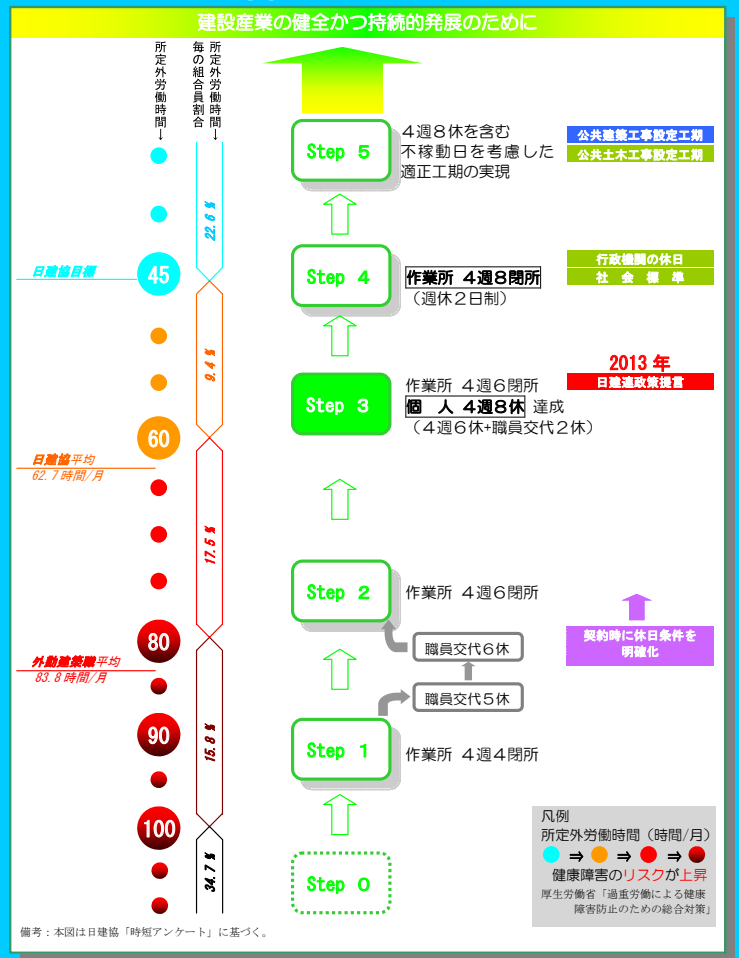 建設産業の健全かつ持続的発展のために
所定外労働時間→
毎の組合員割合
所定外労働時間→
Step 5
4週8休を含む
不稼動日を考慮した
適正工期の実現
公共建築工事設定工期
公共土木工事設定工期
22.6 %
日建協目標
45
Step 4
作業所 4週8閉所
(週休2日制)
行政機関の休日
社会標準
9.4 %
2013 年
日建連政策提言
Step 3
作業所 4週6閉所
個 人 4週8休 達成
(4週6休+職員交代2休)
60
日建協平均
62.7時間/月
17.5 %
Step 2
作業所 4週6閉所
80
職員交代6休
契約時に休日条件を
明確化
外勤建築職平均
83.8時間/月
職員交代5休
90
15.8 %
Step 1
作業所 4週4閉所
100
34.7 %
Step 0
凡例
所定外労働時間(時間/月)
⇒ ⇒ ⇒
健康障害のリスクが上昇
厚生労働省「過重労働による健康
障害防止のための総合対策」
備考:本図は日建協「時短アンケート」に基づく。